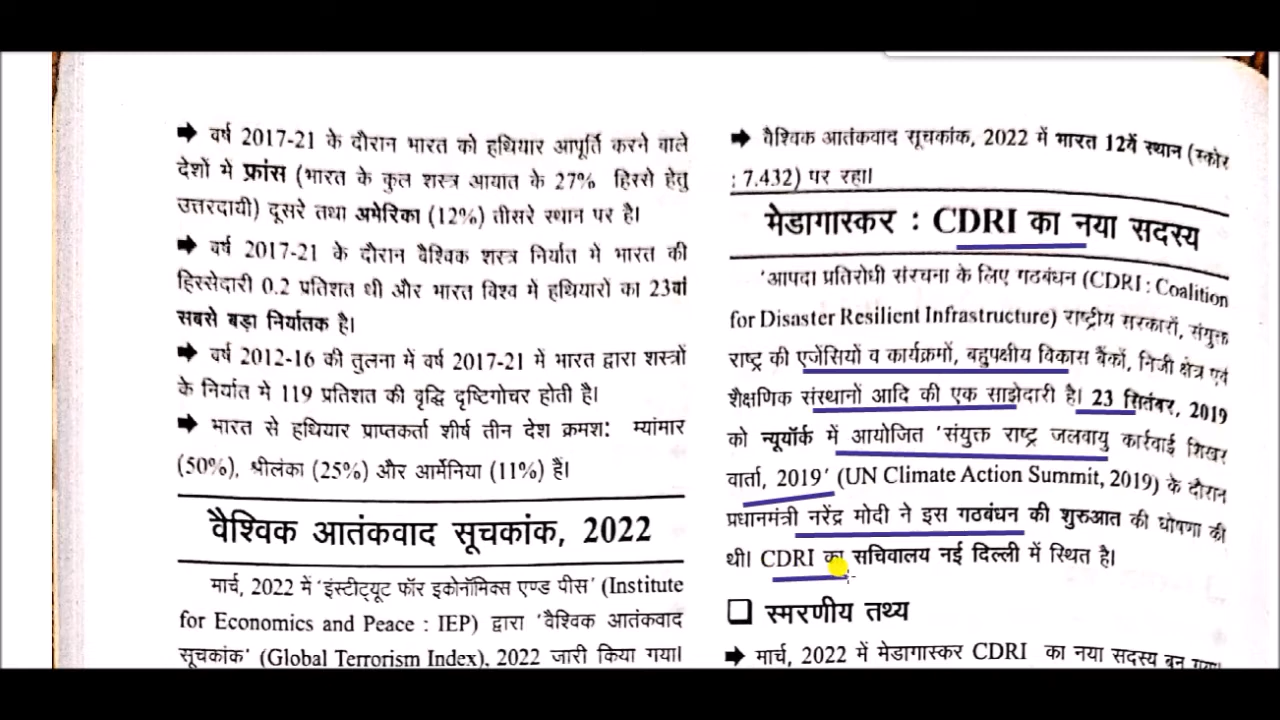 ➡ वर्ष 2017-21 के दौरान भारत को हथियार आपूर्ति करने वाले
देशों में फ्रांस (भारत के कुल शस्त्र आयात के 27% हिस्से हेतु
उत्तरदायी) दूसरे तथा अमेरिका (12%) तीसरे स्थान पर है।
➡ वर्ष 2017-21 के दौरान वैश्विक शस्त्र निर्यात मे भारत की
हिस्सेदारी 0.2 प्रतिशत थी और भारत विश्व में हथियारों का 23वां
सबसे बड़ा निर्यातक है।
➡ वर्ष 2012-16 की तुलना में वर्ष 2017-21 में भारत द्वारा शस्त्रों
के निर्यात मे 119 प्रतिशत की वृद्धि दृष्टिगोचर होती है।
➡ भारत से हथियार प्राप्तकर्ता शीर्ष तीन देश क्रमश: म्यांमार
(50%), श्रीलंका (25%) और आर्मेनिया (11%) हैं।
वैश्विक आतंकवाद सूचकांक, 2022
मार्च, 2022 में 'इंस्टीट्यूट फॉर इकोनॉमिक्स एण्ड पीस' (Institute
for Economics and Peace : IEP) द्वारा 'वैश्विक आतंकवाद
सूचकांक' (Global Terrorism Index), 2022 जारी किया गया।
➡ वैश्विक आतंकवाद सूचकांक, 2022 में भारत 12वें स्थान (स्कोर
: 7.432) पर रहा।
मेडागास्कर : CDRI का नया सदस्य
'आपदा प्रतिरोधी संरचना के लिए गठबंधन (CDRI : Coalition
for Disaster Resilient Infrastructure) राष्ट्रीय सरकारों, संयुक्त
राष्ट्र की एजेंसियों व कार्यक्रमों, बहुपक्षीय विकास बैंकों, निजी क्षेत्र एवं
शैक्षणिक संस्थानों आदि की एक साझेदारी है। 23 सितंबर, 2019
को न्यूयॉर्क में आयोजित 'संयुक्त राष्ट्र जलवायु कार्रवाई शिखर
वार्ता, 2019' (UN Climate Action Summit, 2019) के दौरान
प्रधानमंत्री नरेंद्र मोदी ने इस गठबंधन की शुरुआत की घोषणा की
थी। CDRI का सचिवालय नई दिल्ली में स्थित है।
❑ स्मरणीय तथ्य
➡ मार्च, 2022 में मेडागास्कर CDRI का नया सदस्य बन गया।